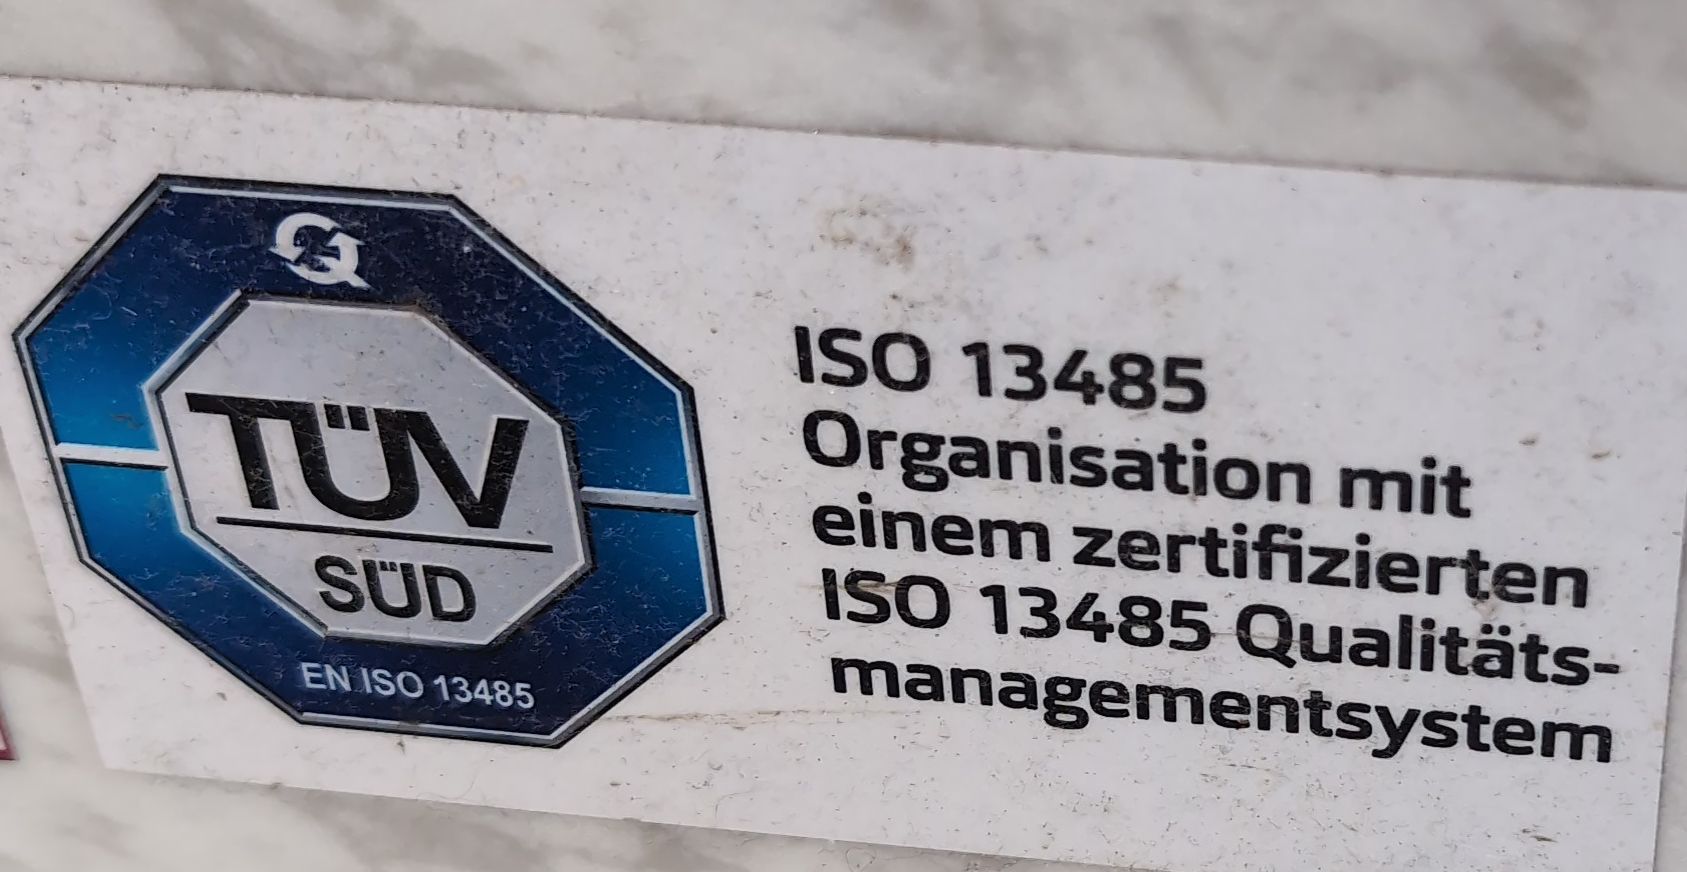 TÜV
SÜD
EN ISO 13485
ISO 13485
Organisation mit
einem zertifizierten
ISO 13485 Qualitäts-
managementsystem